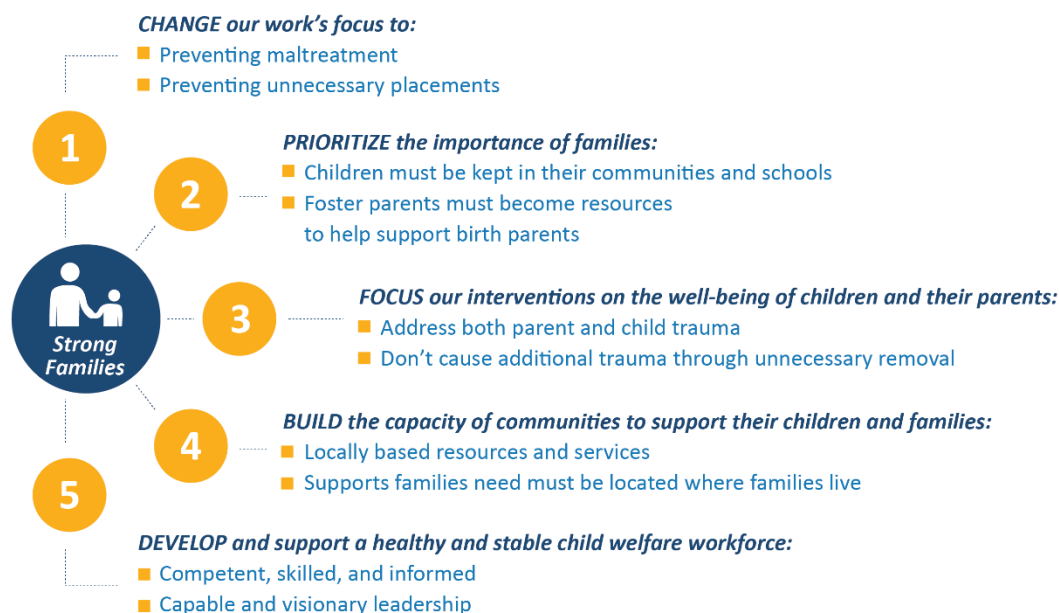 CHANGE our work's focus to:
Preventing maltreatment
Preventing unnecessary placements
1
PRIORITIZE the importance of families:
2
Children must be kept in their communities and schools
Foster parents must become resources
to help support birth parents
Strong
Families
3
FOCUS our interventions on the well-being of children and their parents:
Address both parent and child trauma
Don't cause additional trauma through unnecessary removal
4
BUILD the capacity of communities to support their children and families:
Locally based resources and services
Supports families need must be located where families live
5
DEVELOP and support a healthy and stable child welfare workforce:
Competent, skilled, and informed
Capable and visionary leadership